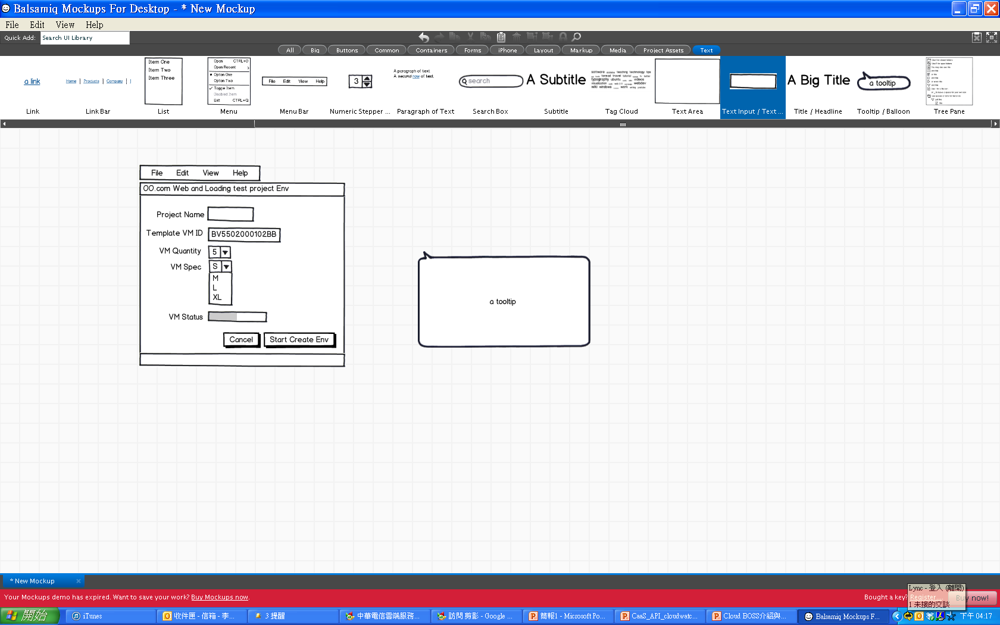 Balsamiq Mockups For Desktop - * New Mockup
File Edit View Help
Quick Add: Search UI Library
All Big Buttons Common Containers Forms iPhone Layout Markup Media Project Assets Text
a link
Home | Products | Company |
Item One
Item Two
Item Three
Open CTRL+O
Open Recent
Option One
Option Two
Toggle Item
Disabled Item
Exit CTRL+Q
File Edit View Help
3
A paragraph of text.
A second row of text.
search
A Subtitle
A Big Title
a tooltip
Link Link Bar List Menu Menu Bar Numeric Stepper ... Paragraph of Text Search Box Subtitle Tag Cloud Text Area Text Input / Text ... Title / Headline Tooltip / Balloon Tree Pane
File Edit View Help
OO.com Web and Loading test project Env
Project Name
Template VM ID BV5502000102BB
VM Quantity 5
VM Spec S
M
L
XL
VM Status
Cancel Start Create Env
a tooltip
* New Mockup
Your Mockups demo has expired. Want to save your work? Buy Mockups now.
Bought a key? Register... Buy now!
Lync - 登入 (離開)
1 未接的交談
開始 iTunes 收件匣 - 信箱 - 李... 3 提醒 中華電信雲端服務... 訪問 剪影 - Google ... 簡報1 - Microsoft Po... CaaS_API_cloudwatc... Cloud BOSS介紹與... Balsamiq Mockups F... 下午 04:17